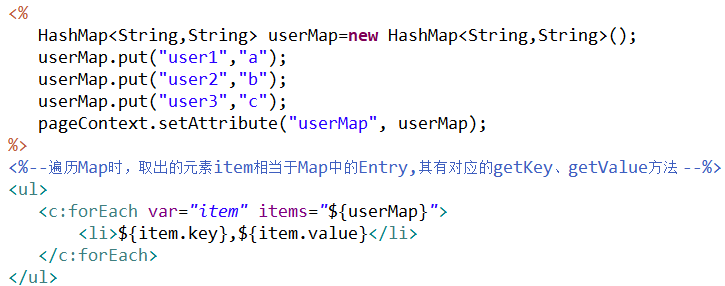 <%
HashMap<String,String> userMap=new HashMap<String,String>();
userMap.put("user1","a");
userMap.put("user2","b");
userMap.put("user3","c");
pageContext.setAttribute("userMap", userMap);
%>
<%--遍历Map时，取出的元素item相当于Map中的Entry,其有对应的getKey、getValue方法 --%>
<ul>
<c:forEach var="item" items="${userMap}">
<li>${item.key},${item.value}</li>
</c:forEach>
</ul>